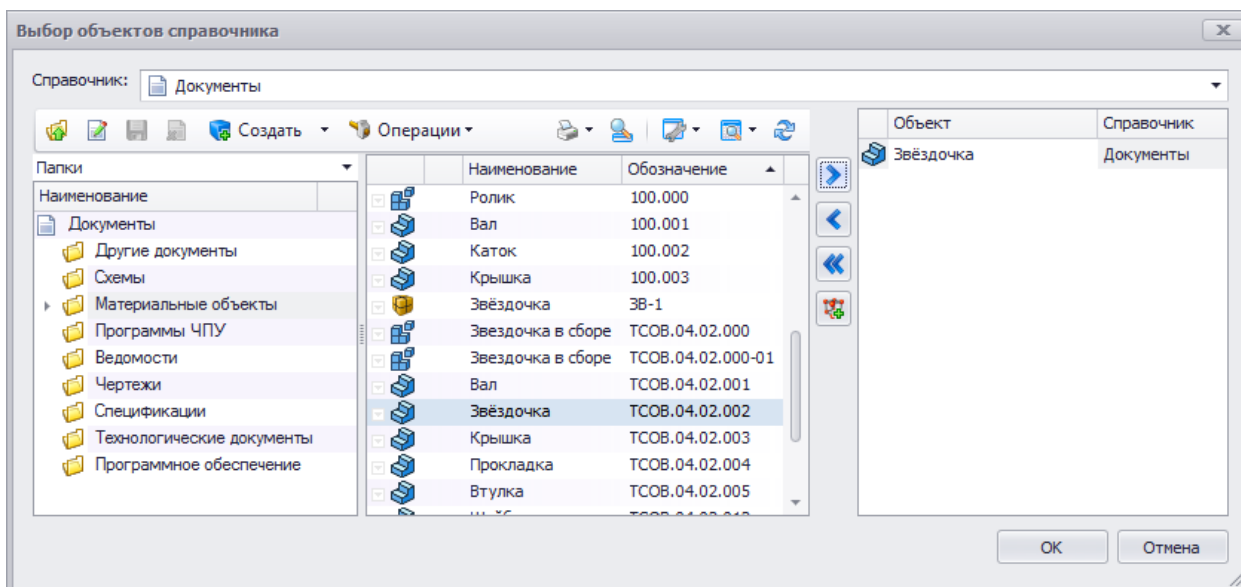 Выбор объектов справочника
Справочник: Документы
Создать Операции
Папки
Наименование
Документы
Другие документы
Схемы
Материальные объекты
Программы ЧПУ
Ведомости
Чертежи
Спецификации
Технологические документы
Программное обеспечение
Наименование Обозначение
Ролик 100.000
Вал 100.001
Каток 100.002
Крышка 100.003
Звёздочка ЗВ-1
Звездочка в сборе ТСОВ.04.02.000
Звездочка в сборе ТСОВ.04.02.000-01
Вал ТСОВ.04.02.001
Звёздочка ТСОВ.04.02.002
Крышка ТСОВ.04.02.003
Прокладка ТСОВ.04.02.004
Втулка ТСОВ.04.02.005
Объект Справочник
Звёздочка Документы
ОК Отмена